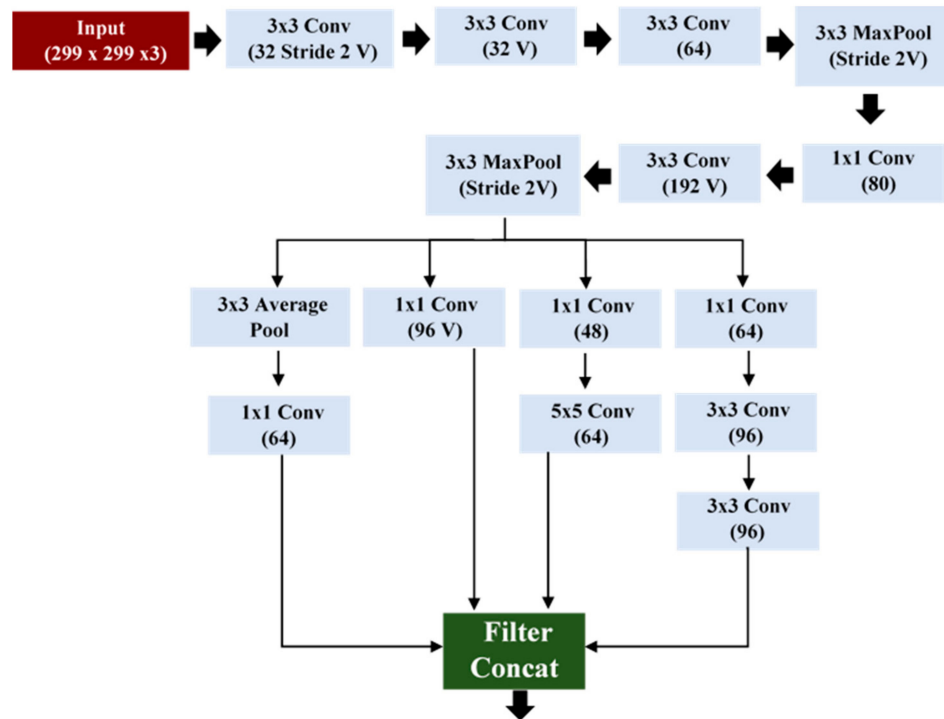 Input
(299 x 299 x3)
3x3 Conv
(32 Stride 2 V)
3x3 Conv
(32 V)
3x3 Conv
(64)
3x3 MaxPool
(Stride 2V)
3x3 MaxPool
(Stride 2V)
3x3 Conv
(192 V)
1x1 Conv
(80)
3x3 Average
Pool
1x1 Conv
(96 V)
1x1 Conv
(48)
1x1 Conv
(64)
1x1 Conv
(64)
5x5 Conv
(64)
3x3 Conv
(96)
3x3 Conv
(96)
Filter
Concat